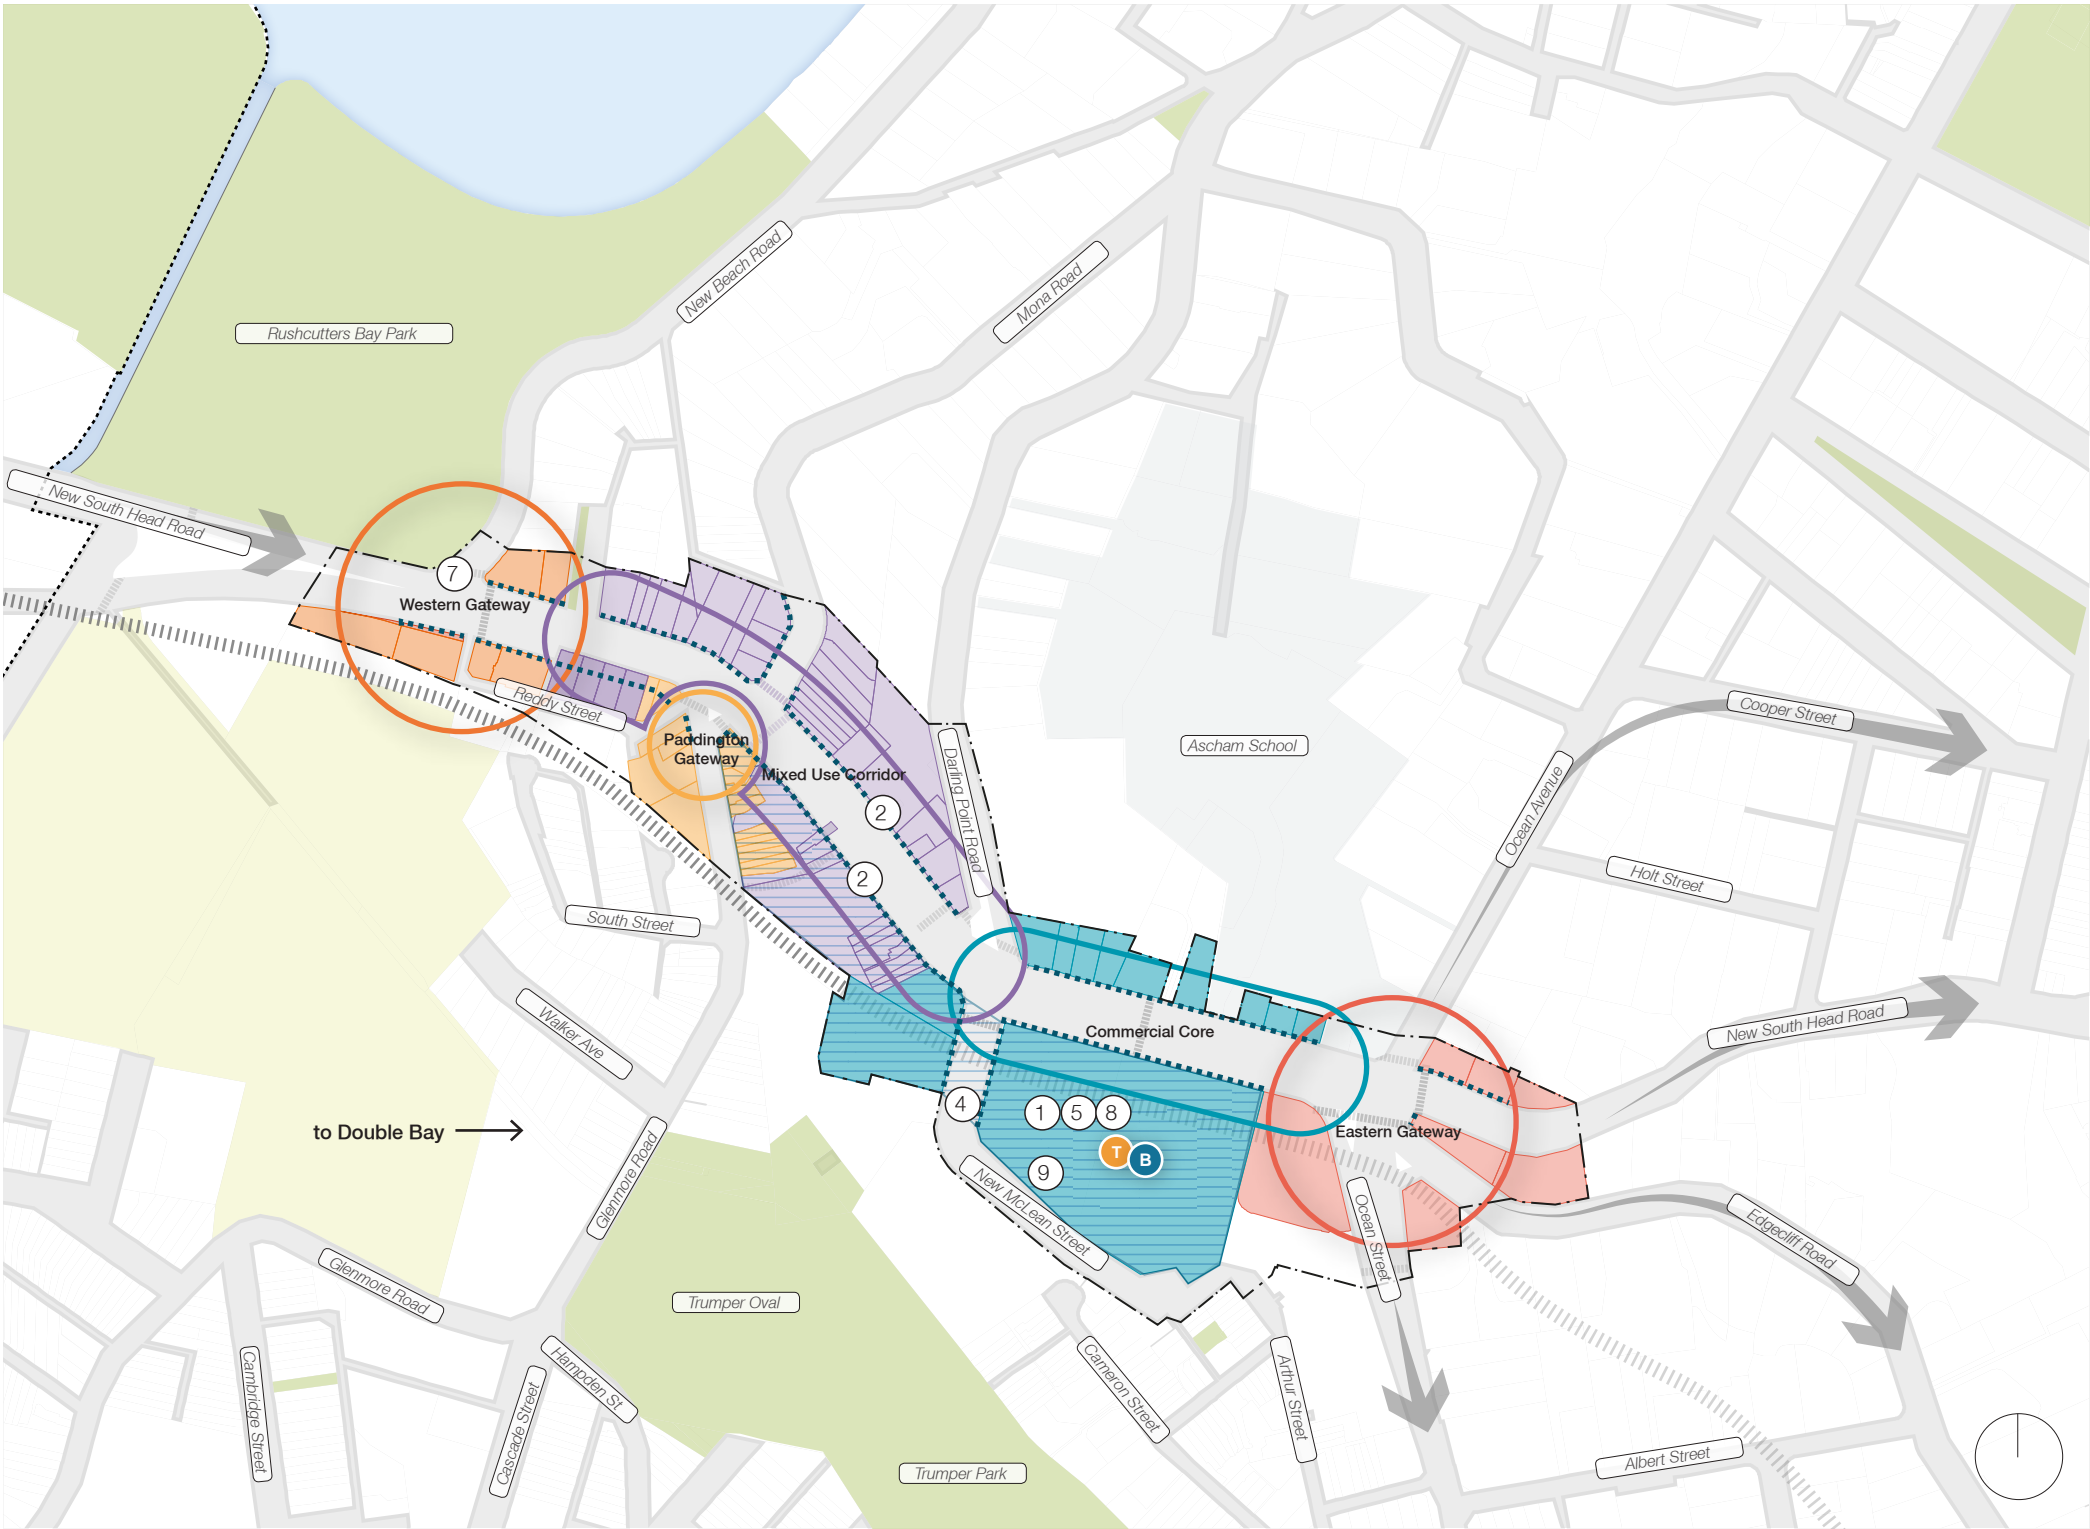 New Beach Road
Mona Road
Rushcutters Bay Park
New South Head Road
7
Western Gateway
Reddy Street
Paddington
Gateway
Mixed Use Corridor
Darling Point Road
Ascham School
Cooper Street
Ocean Avenue
2
2
Holt Street
South Street
Walker Ave
Commercial Core
New South Head Road
4
1
5
8
T
B
9
Eastern Gateway
to Double Bay
Glenmore Road
New McLean Street
Ocean Street
Edgecliff Road
Glenmore Road
Trumper Oval
Cambridge Street
Hampden St
Cascade Street
Cameron Street
Arthur Street
Albert Street
Trumper Park